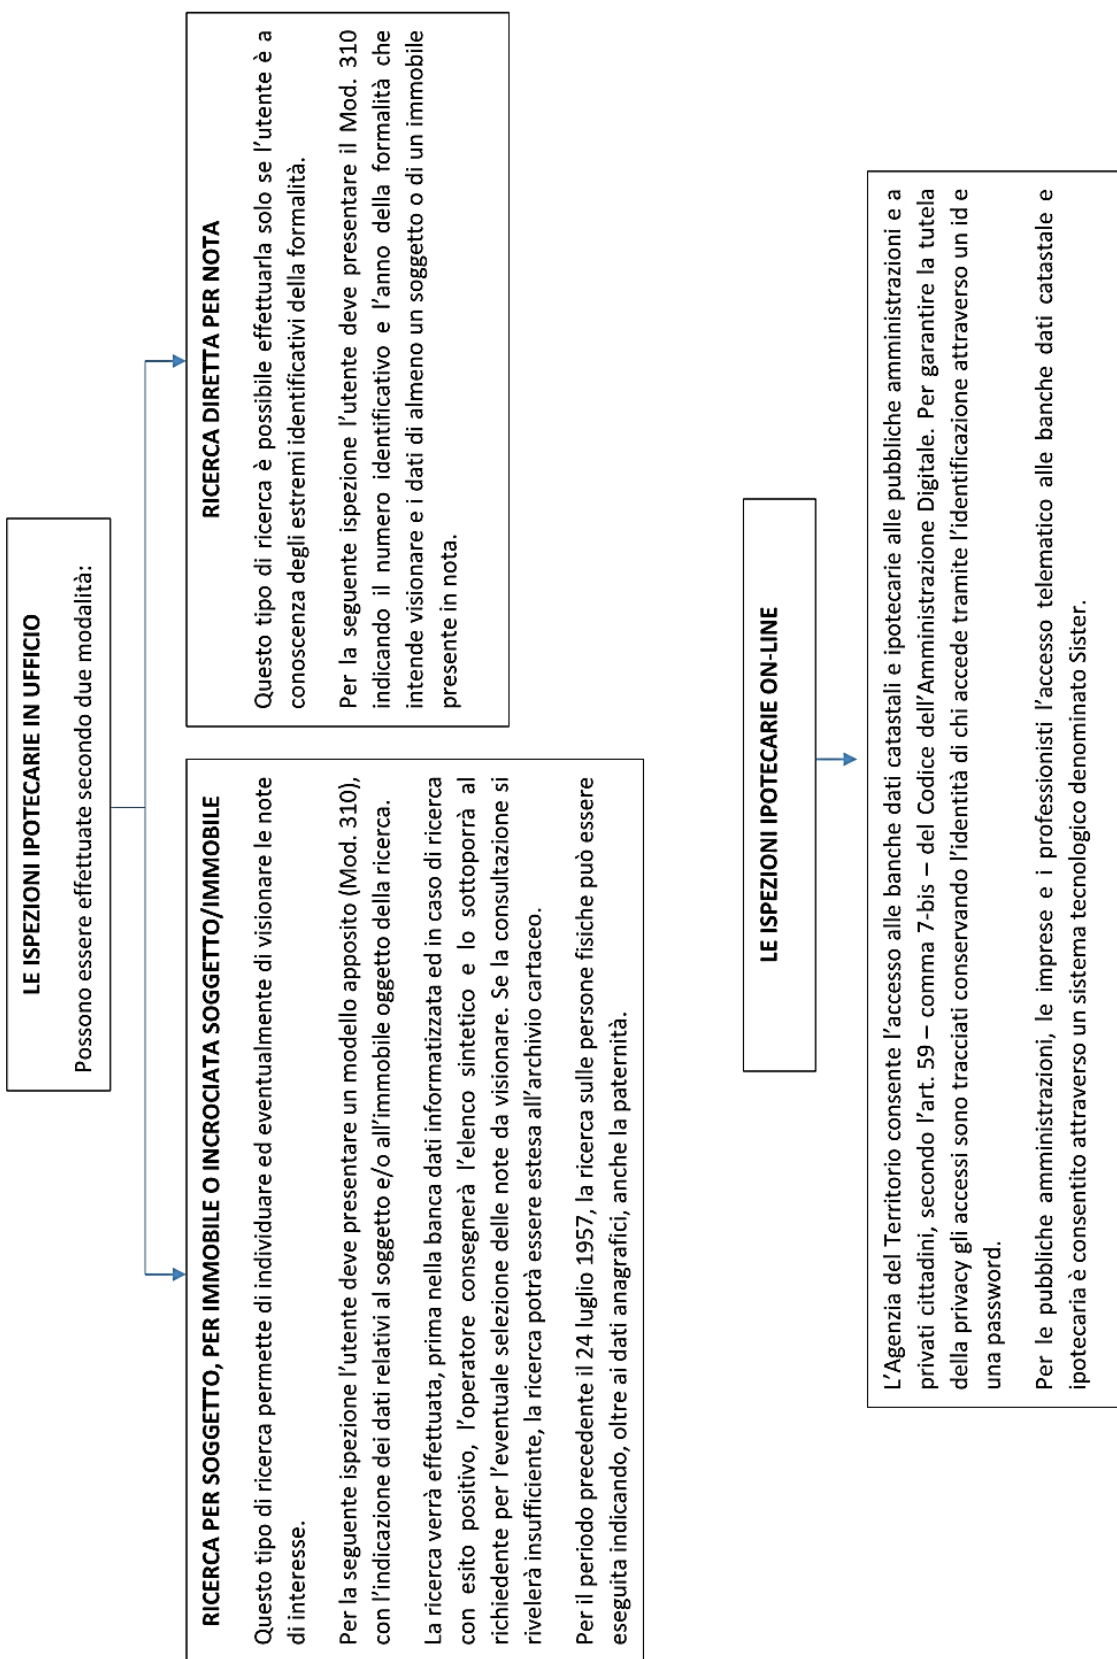 LE ISPEZIONI IPOTECARIE IN UFFICIO
Possono essere effettuate secondo due modalità:
RICERCA PER SOGGETTO, PER IMMOBILE O INCROCIATA SOGGETTO/IMMOBILE
Questo tipo di ricerca permette di individuare ed eventualmente di visionare le note
di interesse.
Per la seguente ispezione l'utente deve presentare un modello apposito (Mod. 310),
con l'indicazione dei dati relativi al soggetto e/o all'immobile oggetto della ricerca.
La ricerca verrà effettuata, prima nella banca dati informatizzata ed in caso di ricerca
con esito positivo, l'operatore consegnerà l'elenco sintetico e lo sottoporrà al
richiedente per l'eventuale selezione delle note da visionare. Se la consultazione si
rivelerà insufficiente, la ricerca potrà essere estesa all'archivio cartaceo.
Per il periodo precedente il 24 luglio 1957, la ricerca sulle persone fisiche può essere
eseguita indicando, oltre ai dati anagrafici, anche la paternità.
RICERCA DIRETTA PER NOTA
Questo tipo di ricerca è possibile effettuarla solo se l'utente è a
conoscenza degli estremi identificativi della formalità.
Per la seguente ispezione l'utente deve presentare il Mod. 310
indicando il numero identificativo e l'anno della formalità che
intende visionare e i dati di almeno un soggetto o di un immobile
presente in nota.
LE ISPEZIONI IPOTECARIE ON-LINE
L'Agenzia del Territorio consente l'accesso alle banche dati catastali e ipotecarie alle pubbliche amministrazioni e a
privati cittadini, secondo l'art. 59 – comma 7-bis – del Codice dell'Amministrazione Digitale. Per garantire la tutela
della privacy gli accessi sono tracciati conservando l'identità di chi accede tramite l'identificazione attraverso un id e
una password.
Per le pubbliche amministrazioni, le imprese e i professionisti l'accesso telematico alle banche dati catastale e
ipotecaria è consentito attraverso un sistema tecnologico denominato Sister.